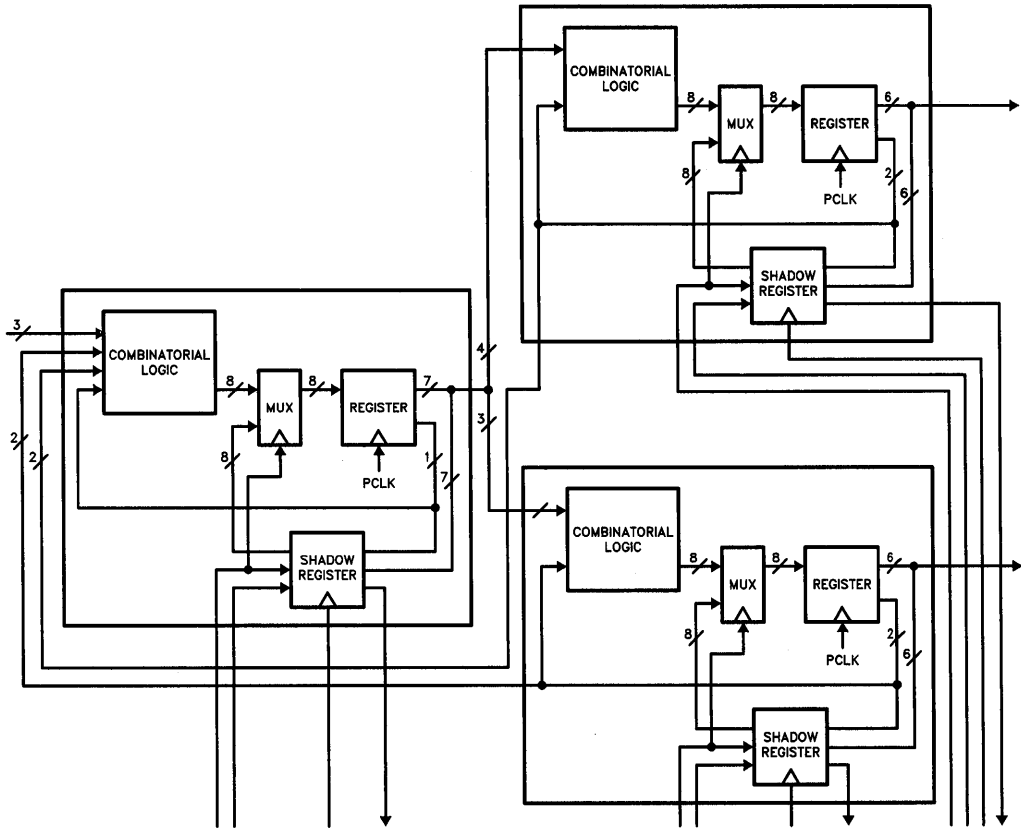 COMBINATORIAL
LOGIC
8
MUX
8
REGISTER
6
8
2
6
PCLK
SHADOW
REGISTER
3
COMBINATORIAL
LOGIC
8
MUX
8
REGISTER
7
4
3
2
2
8
1
7
PCLK
SHADOW
REGISTER
COMBINATORIAL
LOGIC
8
MUX
8
REGISTER
6
8
2
6
PCLK
SHADOW
REGISTER